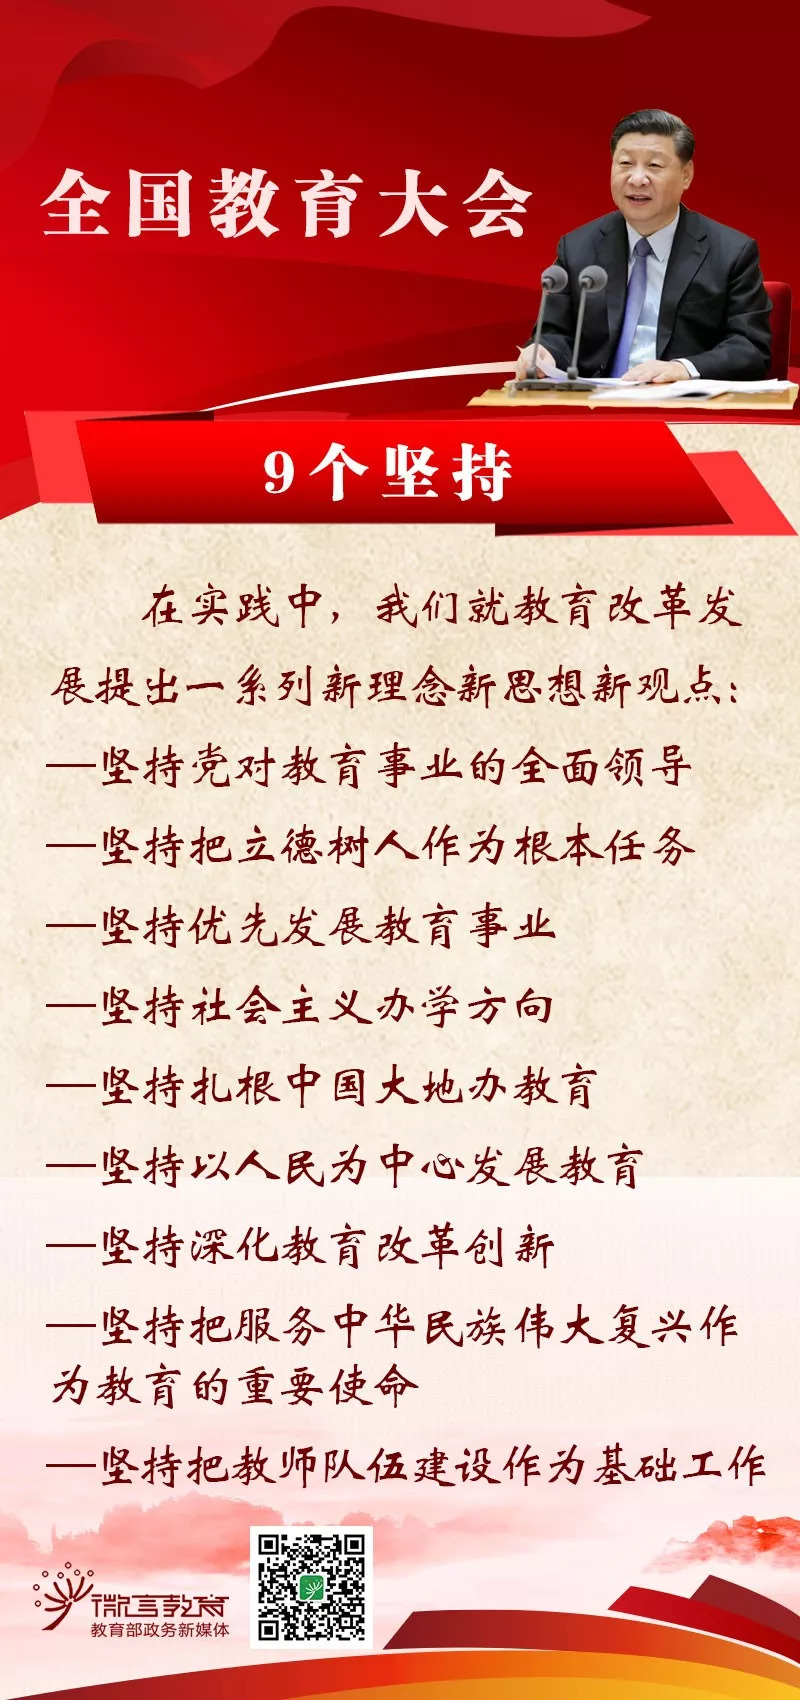 全国教育大会
9个坚持
在实践中，我们就教育改革发
展提出一系列新理念新思想新观点：
—坚持党对教育事业的全面领导
—坚持把立德树人作为根本任务
—坚持优先发展教育事业
—坚持社会主义办学方向
—坚持扎根中国大地办教育
—坚持以人民为中心发展教育
—坚持深化教育改革创新
—坚持把服务中华民族伟大复兴作
为教育的重要使命
—坚持把教师队伍建设作为基础工作
微言教育
教育部政务新媒体